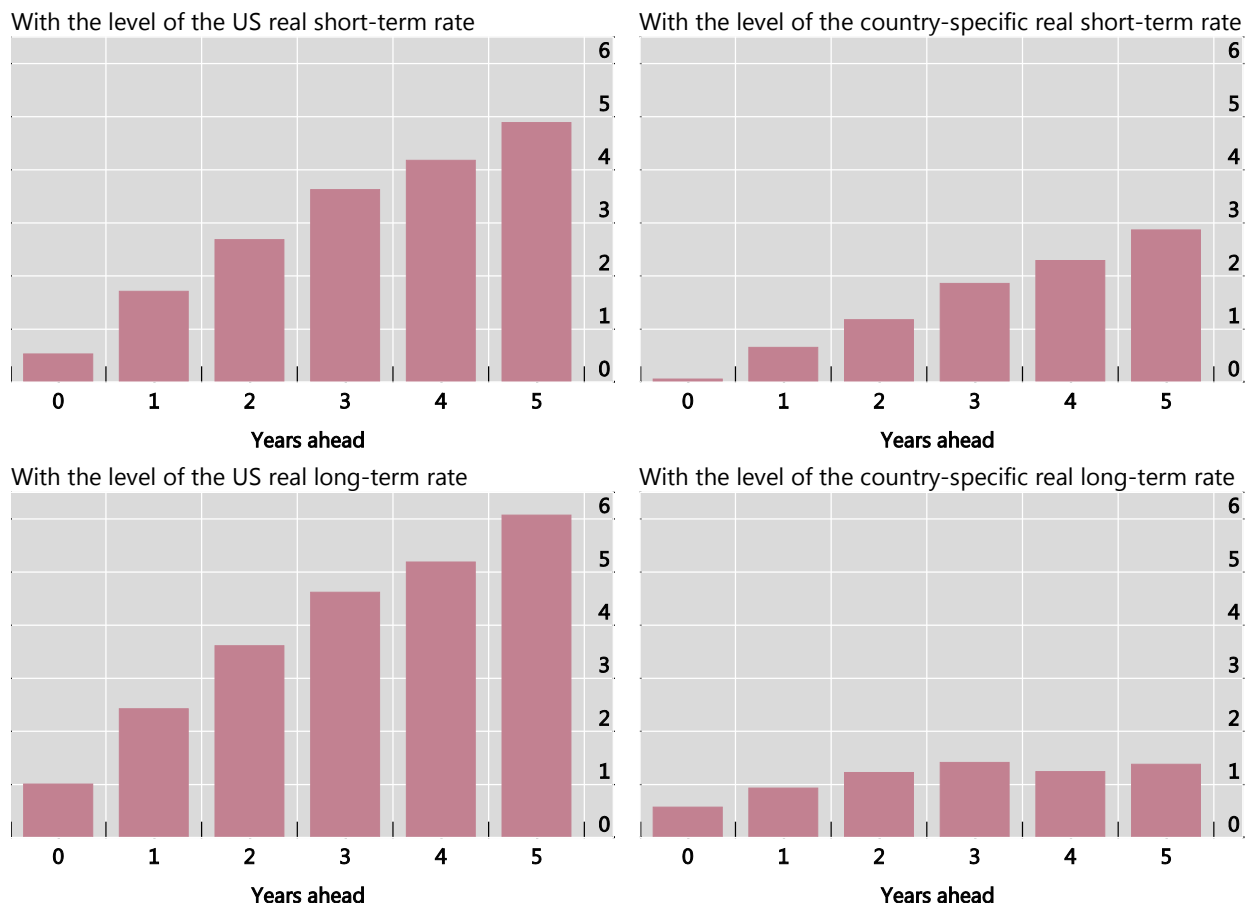 With the level of the US real short-term rate
6
5
4
3
2
1
0
0 1 2 3 4 5
Years ahead
With the level of the country-specific real short-term rate
6
5
4
3
2
1
0
0 1 2 3 4 5
Years ahead
With the level of the US real long-term rate
6
5
4
3
2
1
0
0 1 2 3 4 5
Years ahead
With the level of the country-specific real long-term rate
6
5
4
3
2
1
0
0 1 2 3 4 5
Years ahead